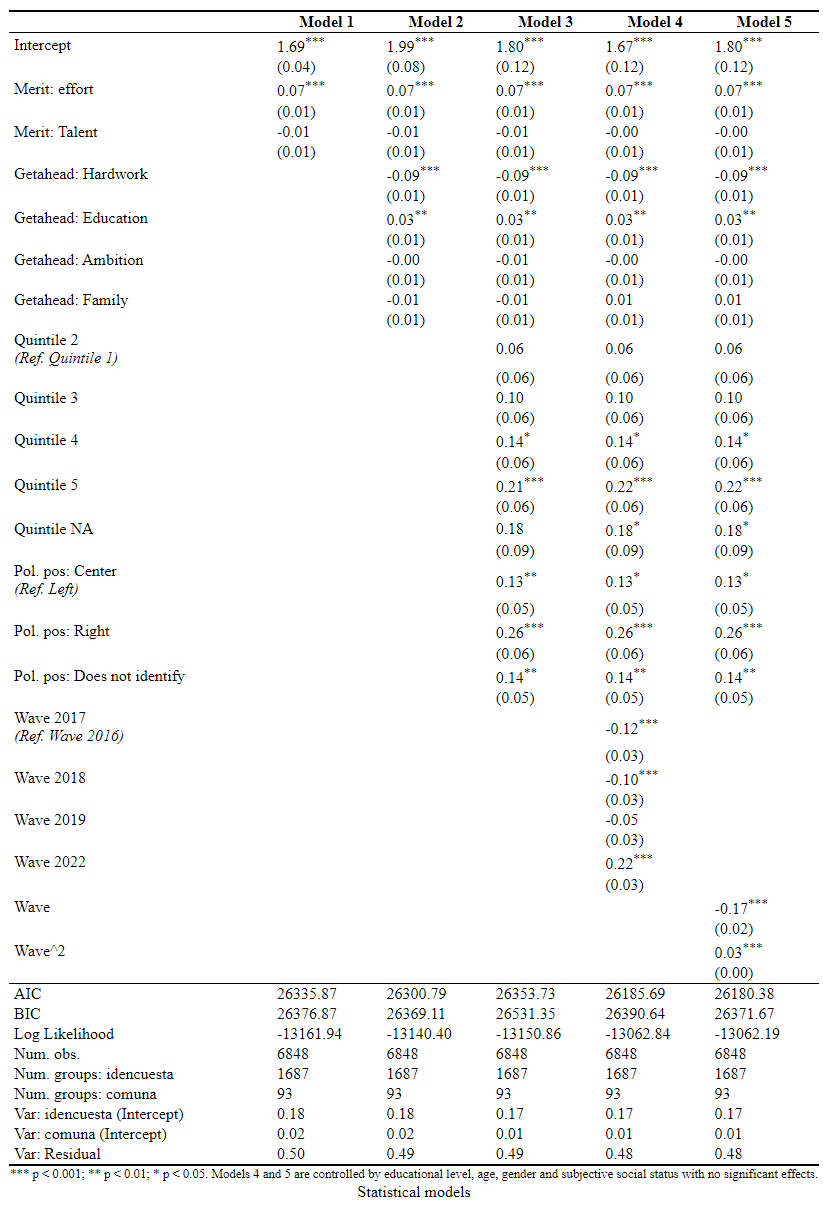 Model 1 Model 2 Model 3 Model 4 Model 5
Intercept 1.69*** 1.99*** 1.80*** 1.67*** 1.80***
(0.04) (0.08) (0.12) (0.12) (0.12)
Merit: effort 0.07*** 0.07*** 0.07*** 0.07*** 0.07***
(0.01) (0.01) (0.01) (0.01) (0.01)
Merit: Talent -0.01 -0.01 -0.01 -0.00 -0.00
(0.01) (0.01) (0.01) (0.01) (0.01)
Getahead: Hardwork -0.09*** -0.09*** -0.09*** -0.09***
(0.01) (0.01) (0.01) (0.01)
Getahead: Education 0.03** 0.03** 0.03** 0.03**
(0.01) (0.01) (0.01) (0.01)
Getahead: Ambition -0.00 -0.01 -0.00 -0.00
(0.01) (0.01) (0.01) (0.01)
Getahead: Family -0.01 -0.01 0.01 0.01
(0.01) (0.01) (0.01) (0.01)
Quintile 2
(Ref. Quintile 1) 0.06 0.06 0.06
(0.06) (0.06) (0.06)
Quintile 3 0.10 0.10 0.10
(0.06) (0.06) (0.06)
Quintile 4 0.14* 0.14* 0.14*
(0.06) (0.06) (0.06)
Quintile 5 0.21*** 0.22*** 0.22***
(0.06) (0.06) (0.06)
Quintile NA 0.18 0.18* 0.18*
(0.09) (0.09) (0.09)
Pol. pos: Center
(Ref. Left) 0.13** 0.13* 0.13*
(0.05) (0.05) (0.05)
Pol. pos: Right 0.26*** 0.26*** 0.26***
(0.06) (0.06) (0.06)
Pol. pos: Does not identify 0.14** 0.14** 0.14**
(0.05) (0.05) (0.05)
Wave 2017
(Ref. Wave 2016) -0.12***
(0.03)
Wave 2018 -0.10***
(0.03)
Wave 2019 -0.05
(0.03)
Wave 2022 0.22***
(0.03)
Wave -0.17***
(0.02)
Wave^2 0.03***
(0.00)
AIC 26335.87 26300.79 26353.73 26185.69 26180.38
BIC 26376.87 26369.11 26531.35 26390.64 26371.67
Log Likelihood -13161.94 -13140.40 -13150.86 -13062.84 -13062.19
Num. obs. 6848 6848 6848 6848 6848
Num. groups: idencuesta 1687 1687 1687 1687 1687
Num. groups: comuna 93 93 93 93 93
Var: idencuesta (Intercept) 0.18 0.18 0.17 0.17 0.17
Var: comuna (Intercept) 0.02 0.02 0.01 0.01 0.01
Var: Residual 0.50 0.49 0.49 0.48 0.48
*** p < 0.001; ** p < 0.01; * p < 0.05. Models 4 and 5 are controlled by educational level, age, gender and subjective social status with no significant effects.
Statistical models